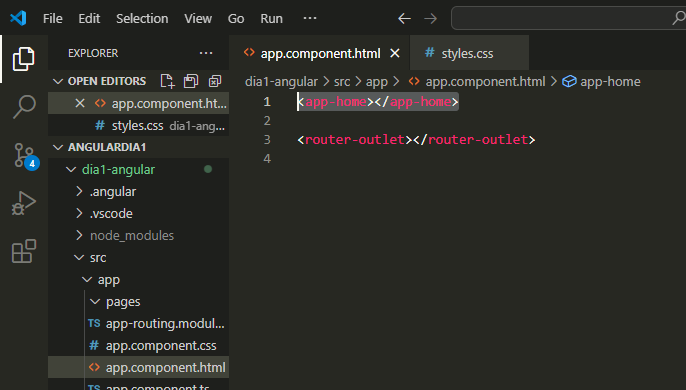 File Edit Selection View Go Run ···
EXPLORER ···
app.component.html
styles.css
OPEN EDITORS
app.component.ht...
styles.css dia1-ang...
ANGULARDIA1
dia1-angular
.angular
.vscode
node_modules
src
app
pages
TS app-routing.modul...
# app.component.css
<> app.component.html
TS app.component.ts
4
dia1-angular > src > app > <> app.component.html > app-home
1 <app-home></app-home>
2
3 <router-outlet></router-outlet>
4